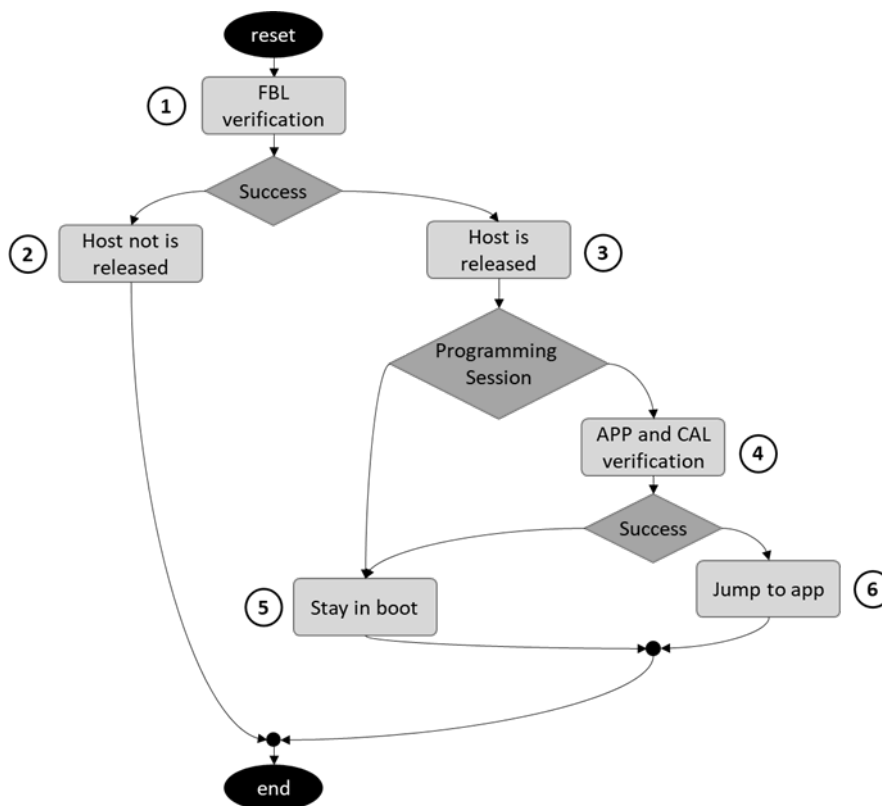 reset
1
FBL
verification
Success
2
Host not is
released
Host is
released
3
Programming
Session
APP and CAL
verification
4
Success
5
Stay in boot
Jump to app
6
end